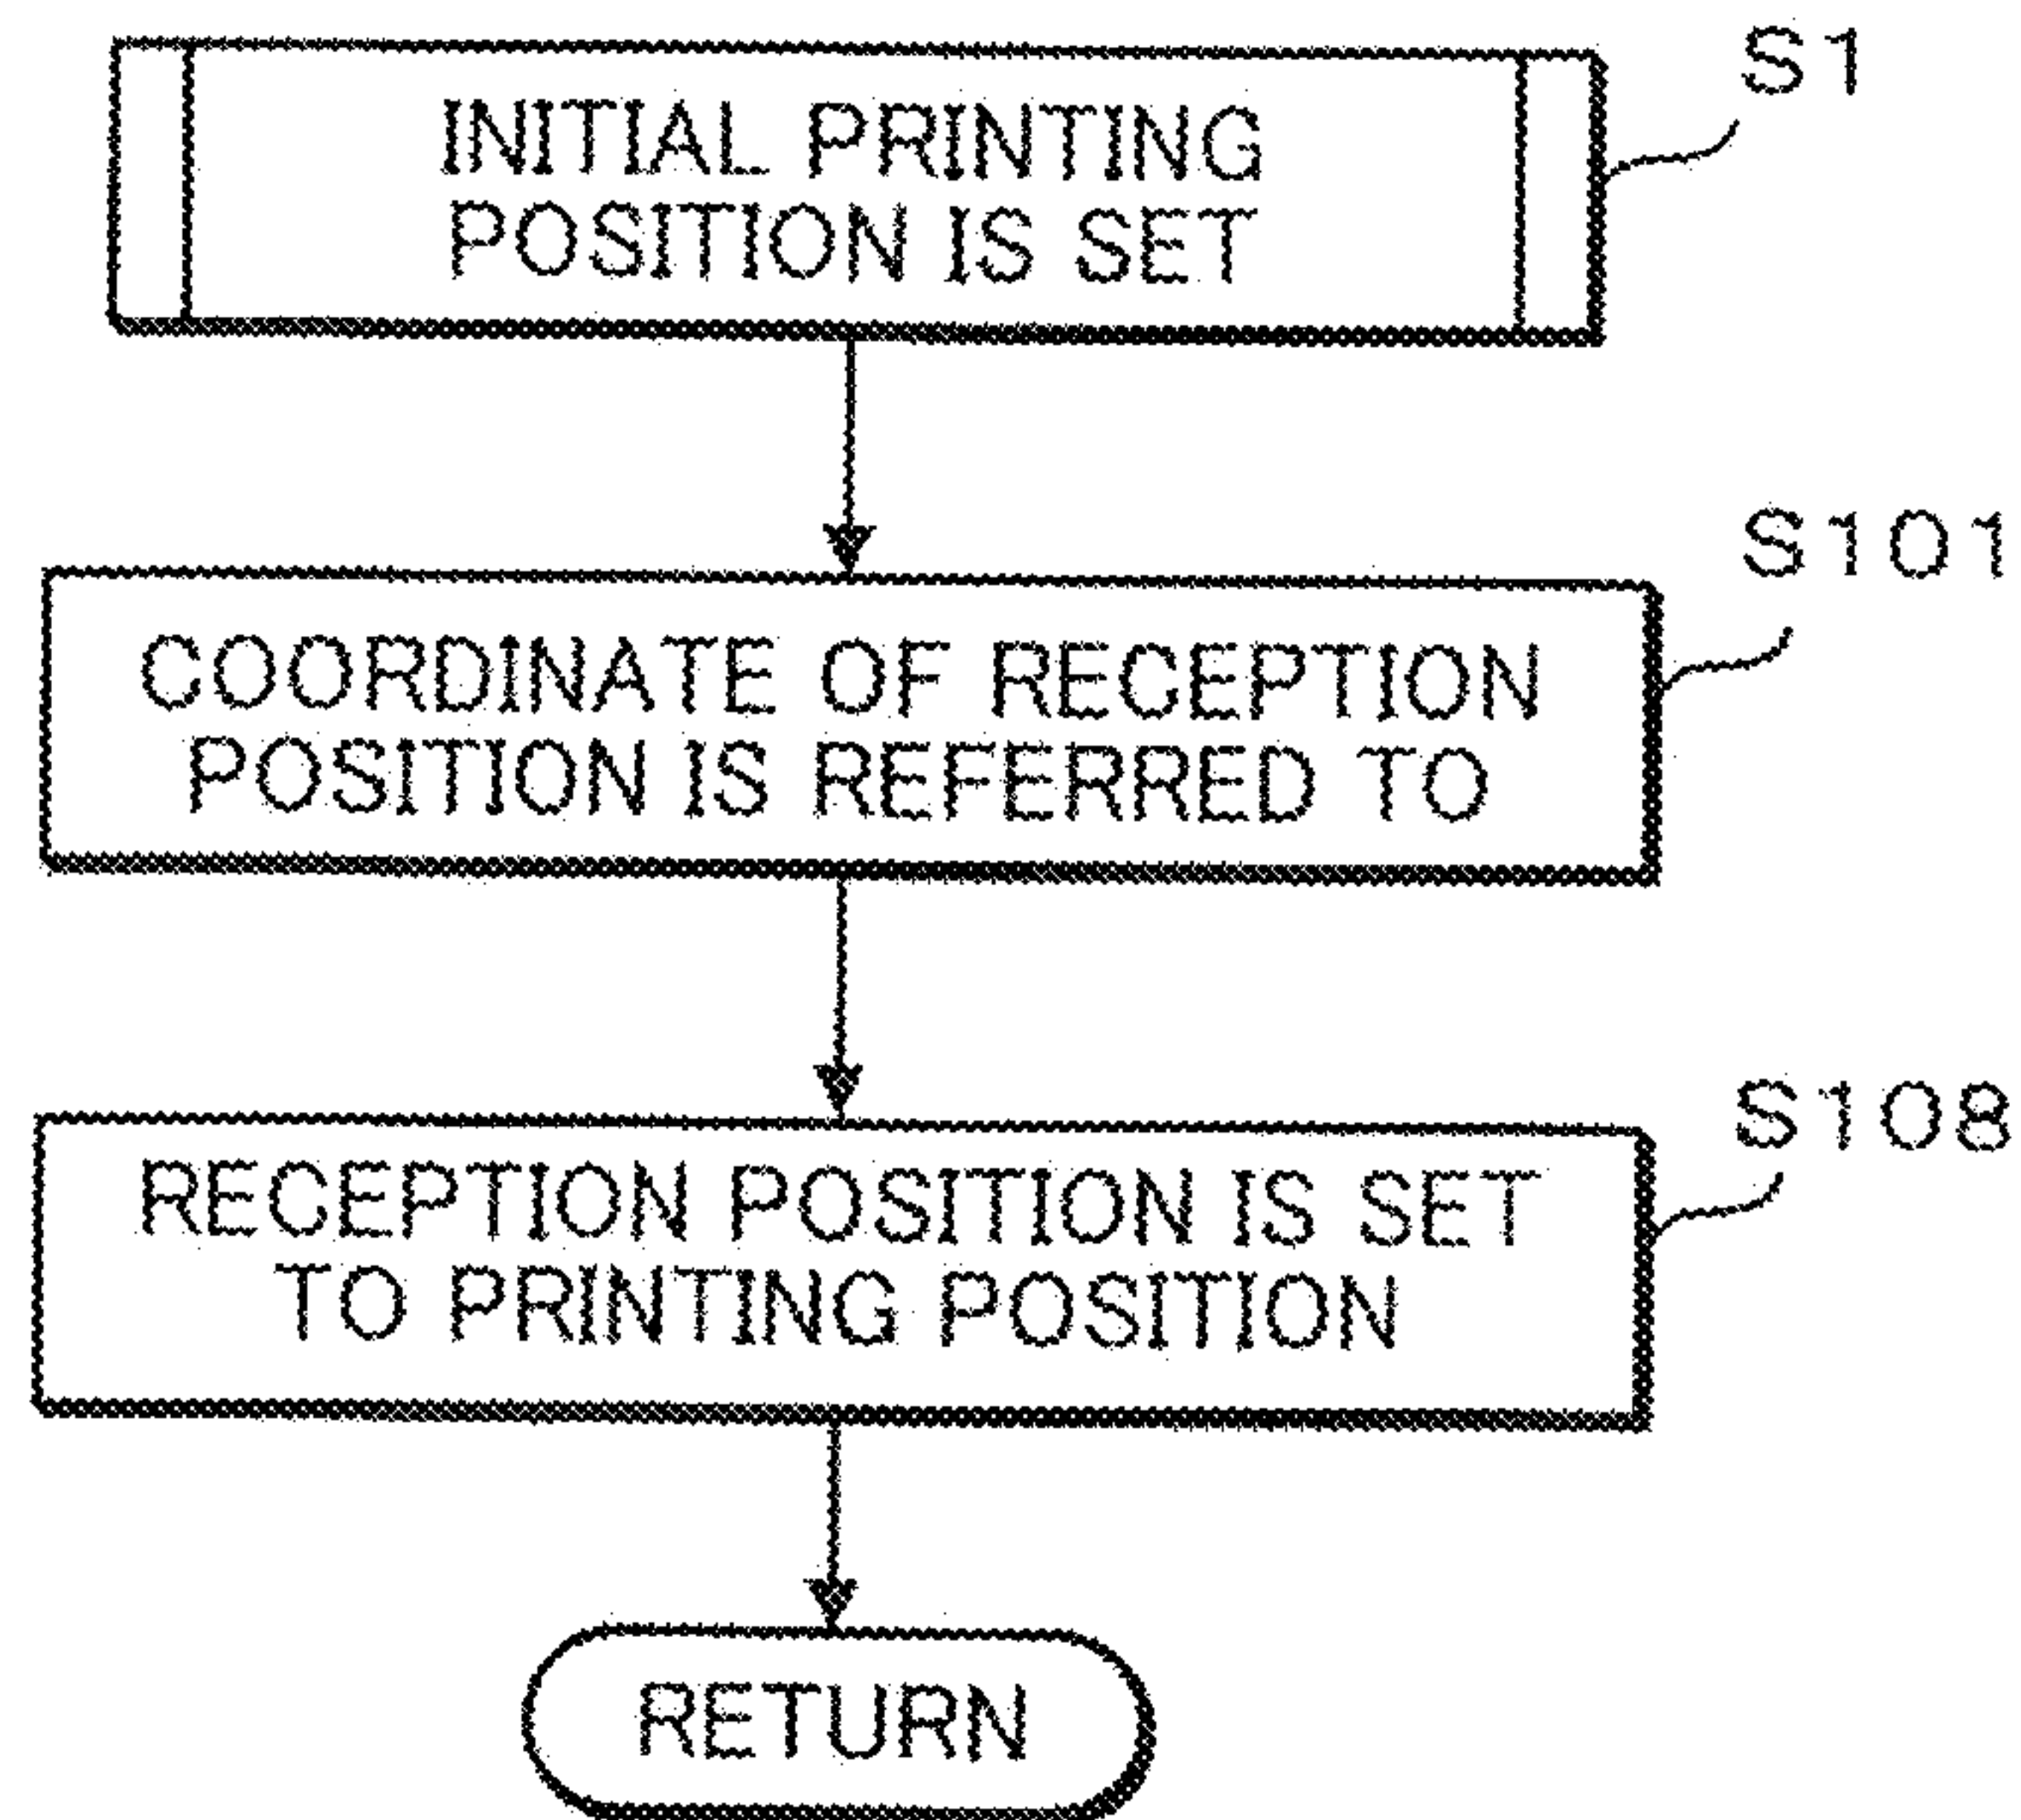 S1
INITIAL PRINTING
POSITION IS SET
S101
COORDINATE OF RECEPTION
POSITION IS REFERRED TO
S108
RECEPTION POSITION IS SET
TO PRINTING POSITION
RETURN